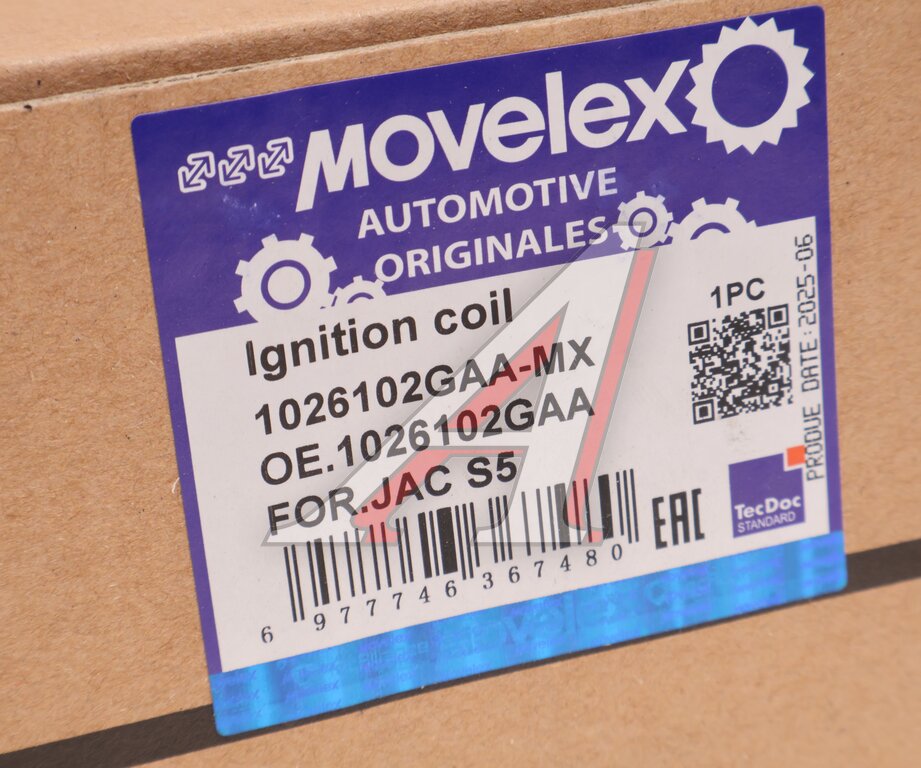 MOVelex
AUTOMOTIVE
ORIGINALES
Ignition coil
1026102GAA-MX
OE.1026102GAA
FOR.JAC S5
6 977746 367480
1PC
PRODUE DATE:2025-06
EAC
TecDoc
STANDARD